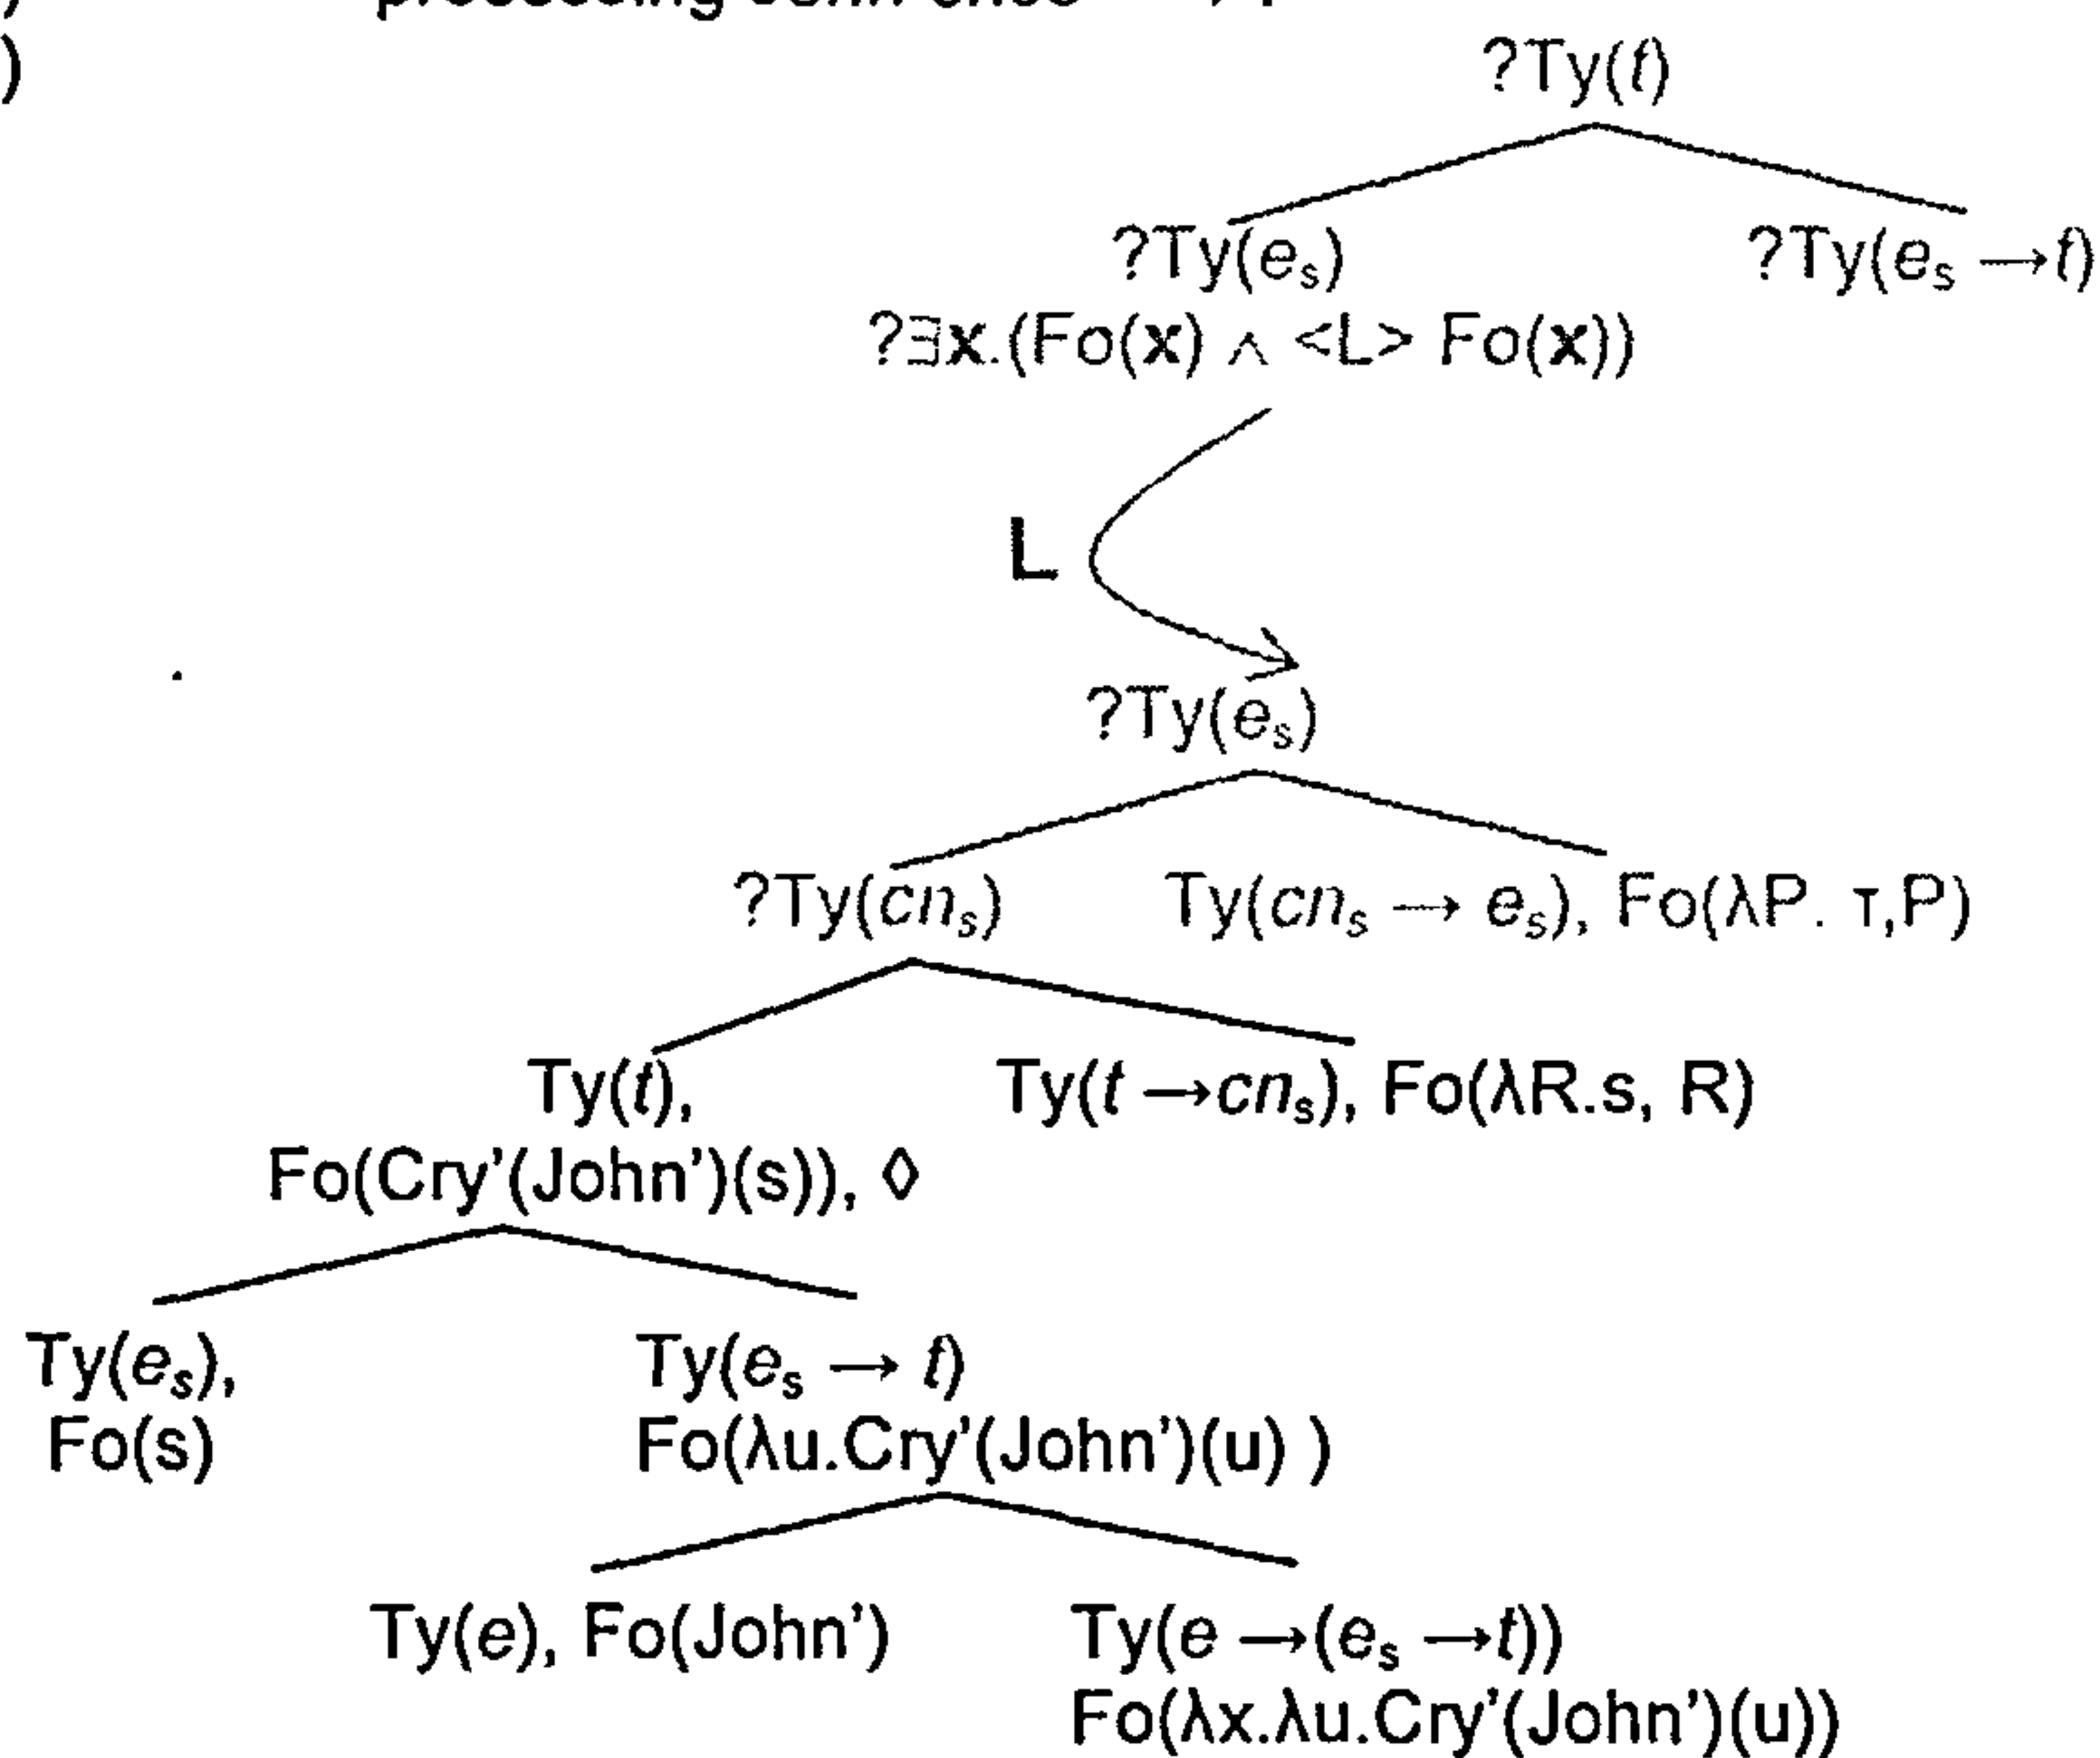 )
?Ty(t)
?Ty(eₛ) ?Ty(eₛ →t)
?∃x.(Fo(x) ∧ <L> Fo(x))
L
?Ty(eₛ)
?Ty(cnₛ) Ty(cnₛ → eₛ), Fo(λP. τ,P)
Ty(t), Ty(t →cnₛ), Fo(λR.s, R)
Fo(Cry’(John’)(s)), ◊
Ty(eₛ), Ty(eₛ → t)
Fo(s) Fo(λu.Cry’(John’)(u) )
Ty(e), Fo(John’) Ty(e →(eₛ →t))
Fo(λx.λu.Cry’(John’)(u))